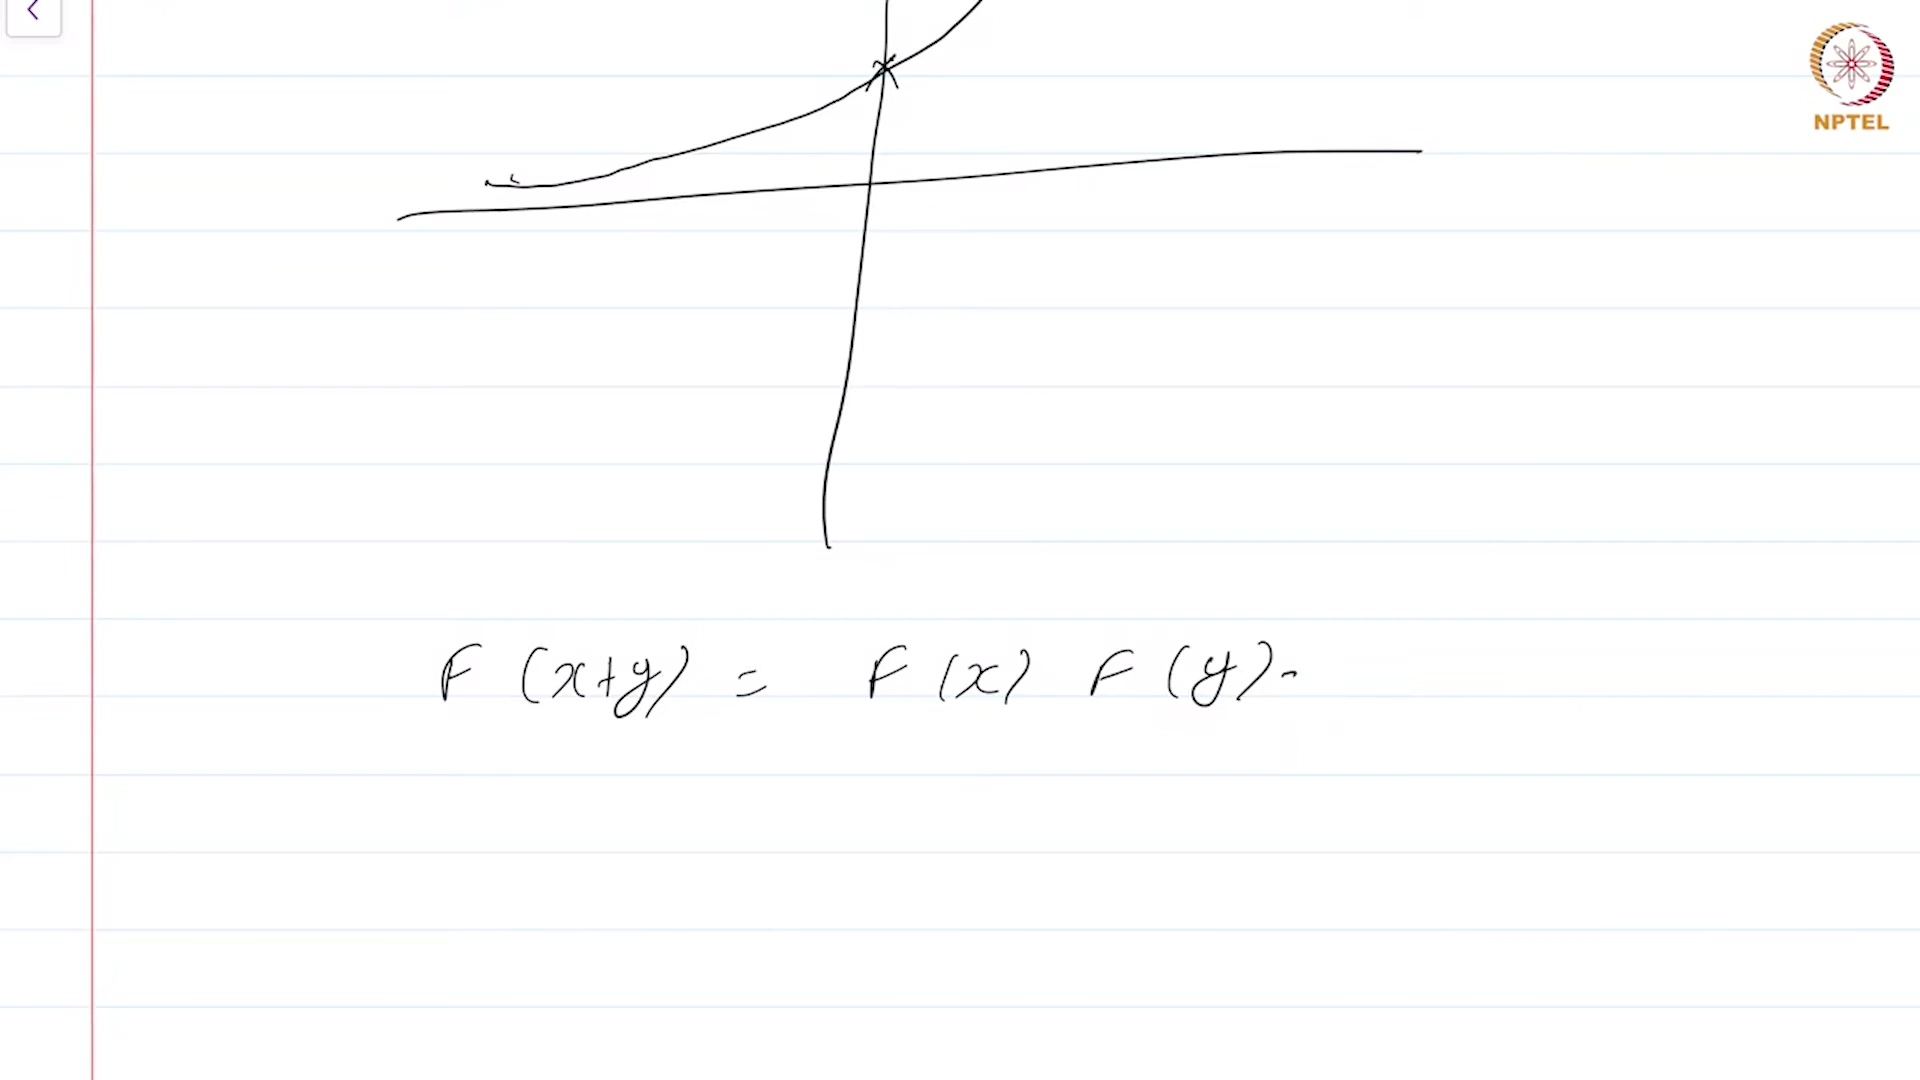 NPTEL
F (x+y) = F (x) F (y).